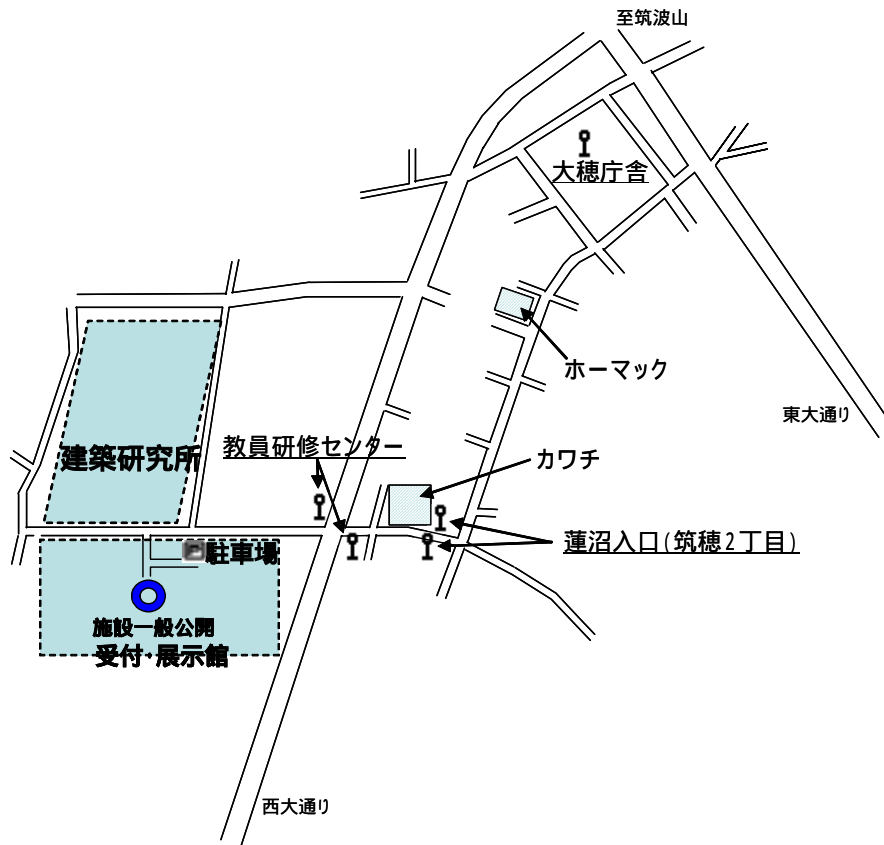 至筑波山
大穂庁舎
ホーマック
東大通り
教員研修センター
カワチ
建築研究所
蓮沼入口(筑穂2丁目)
P駐車場
施設一般公開
受付・展示館
西大通り